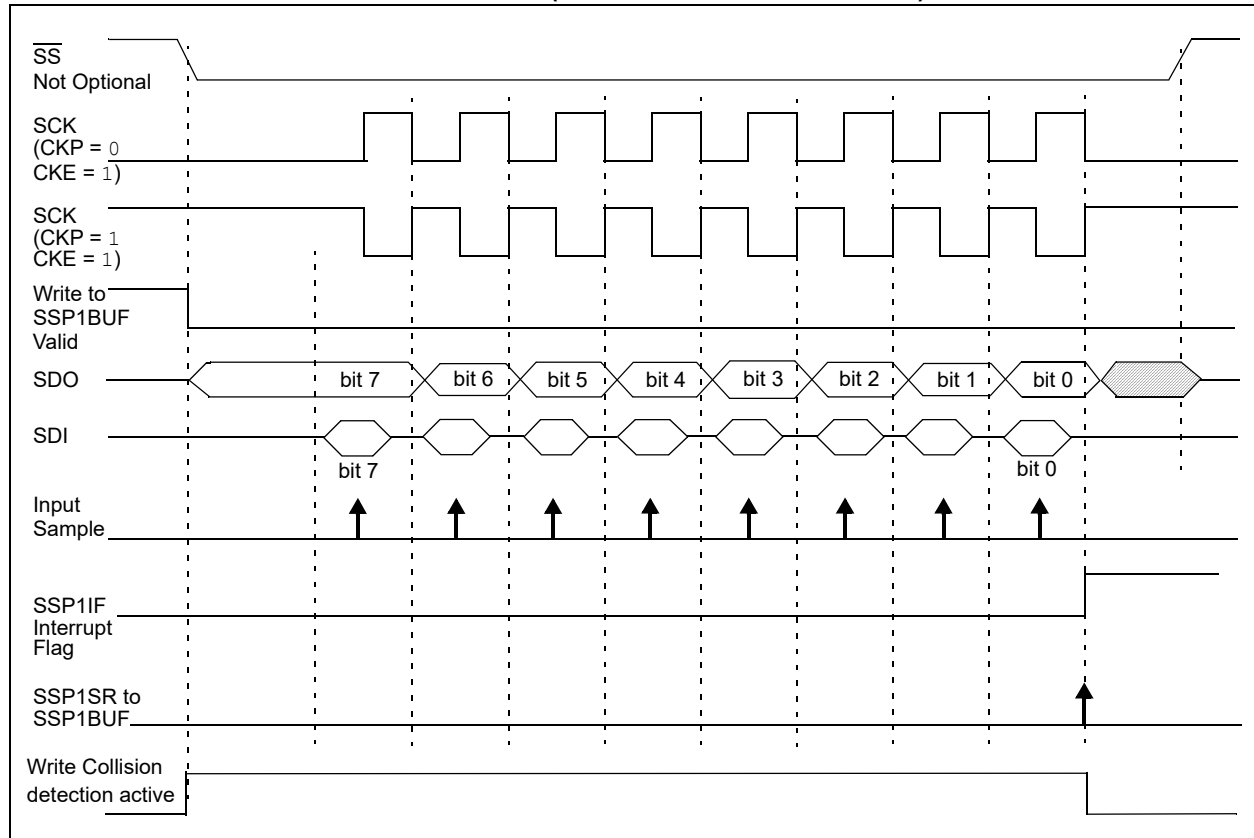 SS
Not Optional
SCK
(CKP = 0
CKE = 1)
SCK
(CKP = 1
CKE = 1)
Write to
SSP1BUF
Valid
SDO
bit 7 bit 6 bit 5 bit 4 bit 3 bit 2 bit 1 bit 0
SDI
bit 7 bit 0
Input
Sample
SSP1IF
Interrupt
Flag
SSP1SR to
SSP1BUF
Write Collision
detection active